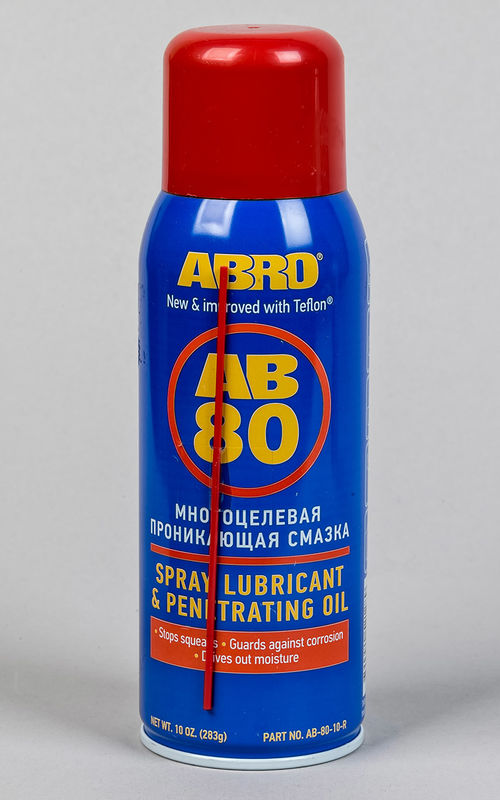 ABRO®
New & improved with Teflon®
AB
80
МНОГОЦЕЛЕВАЯ
ПРОНИКАЮЩАЯ СМАЗКА
SPRAY LUBRICANT
& PENETRATING OIL
• Stops squeaks • Guards against corrosion
• Drives out moisture
NET WT. 10 OZ. (283g) PART NO. AB-80-10-R